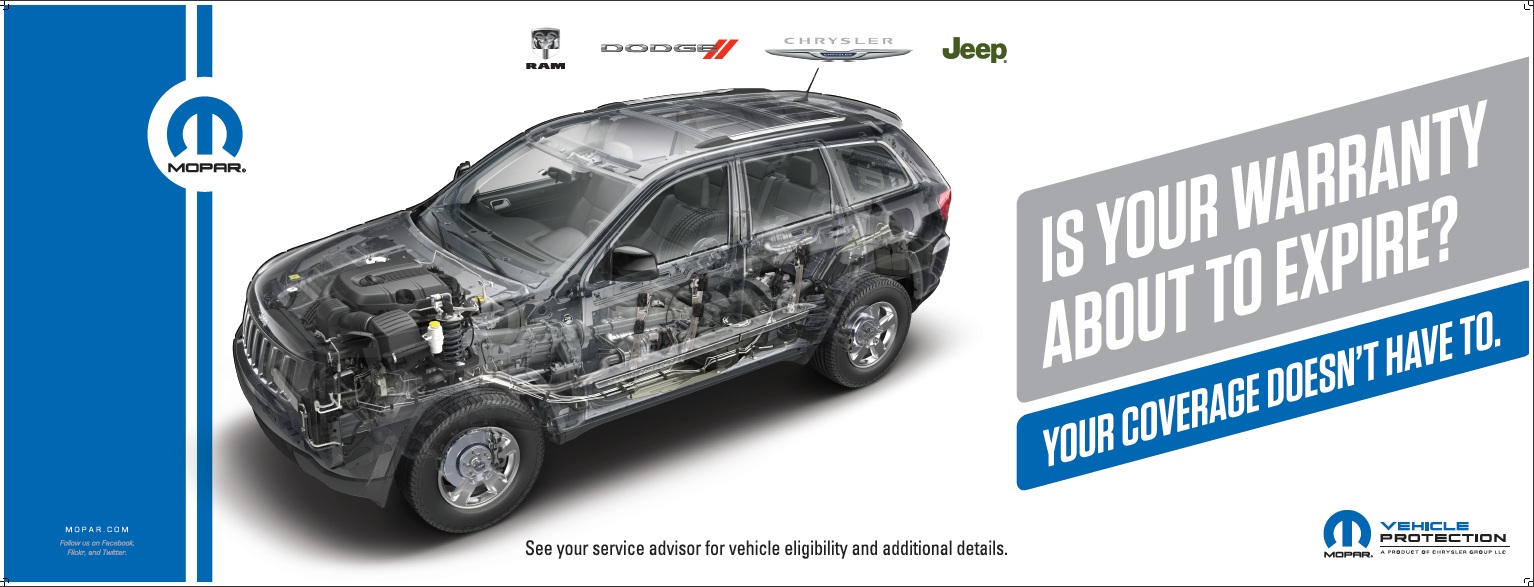 RAM
DODGE
CHRYSLER
Jeep
MOPAR.
IS YOUR WARRANTY
ABOUT TO EXPIRE?
YOUR COVERAGE DOESN'T HAVE TO.
MOPAR.COM
Follow us on Facebook,
Flickr, and Twitter.
See your service advisor for vehicle eligibility and additional details.
MOPAR.
VEHICLE
PROTECTION
A PRODUCT OF CHRYSLER GROUP LLC